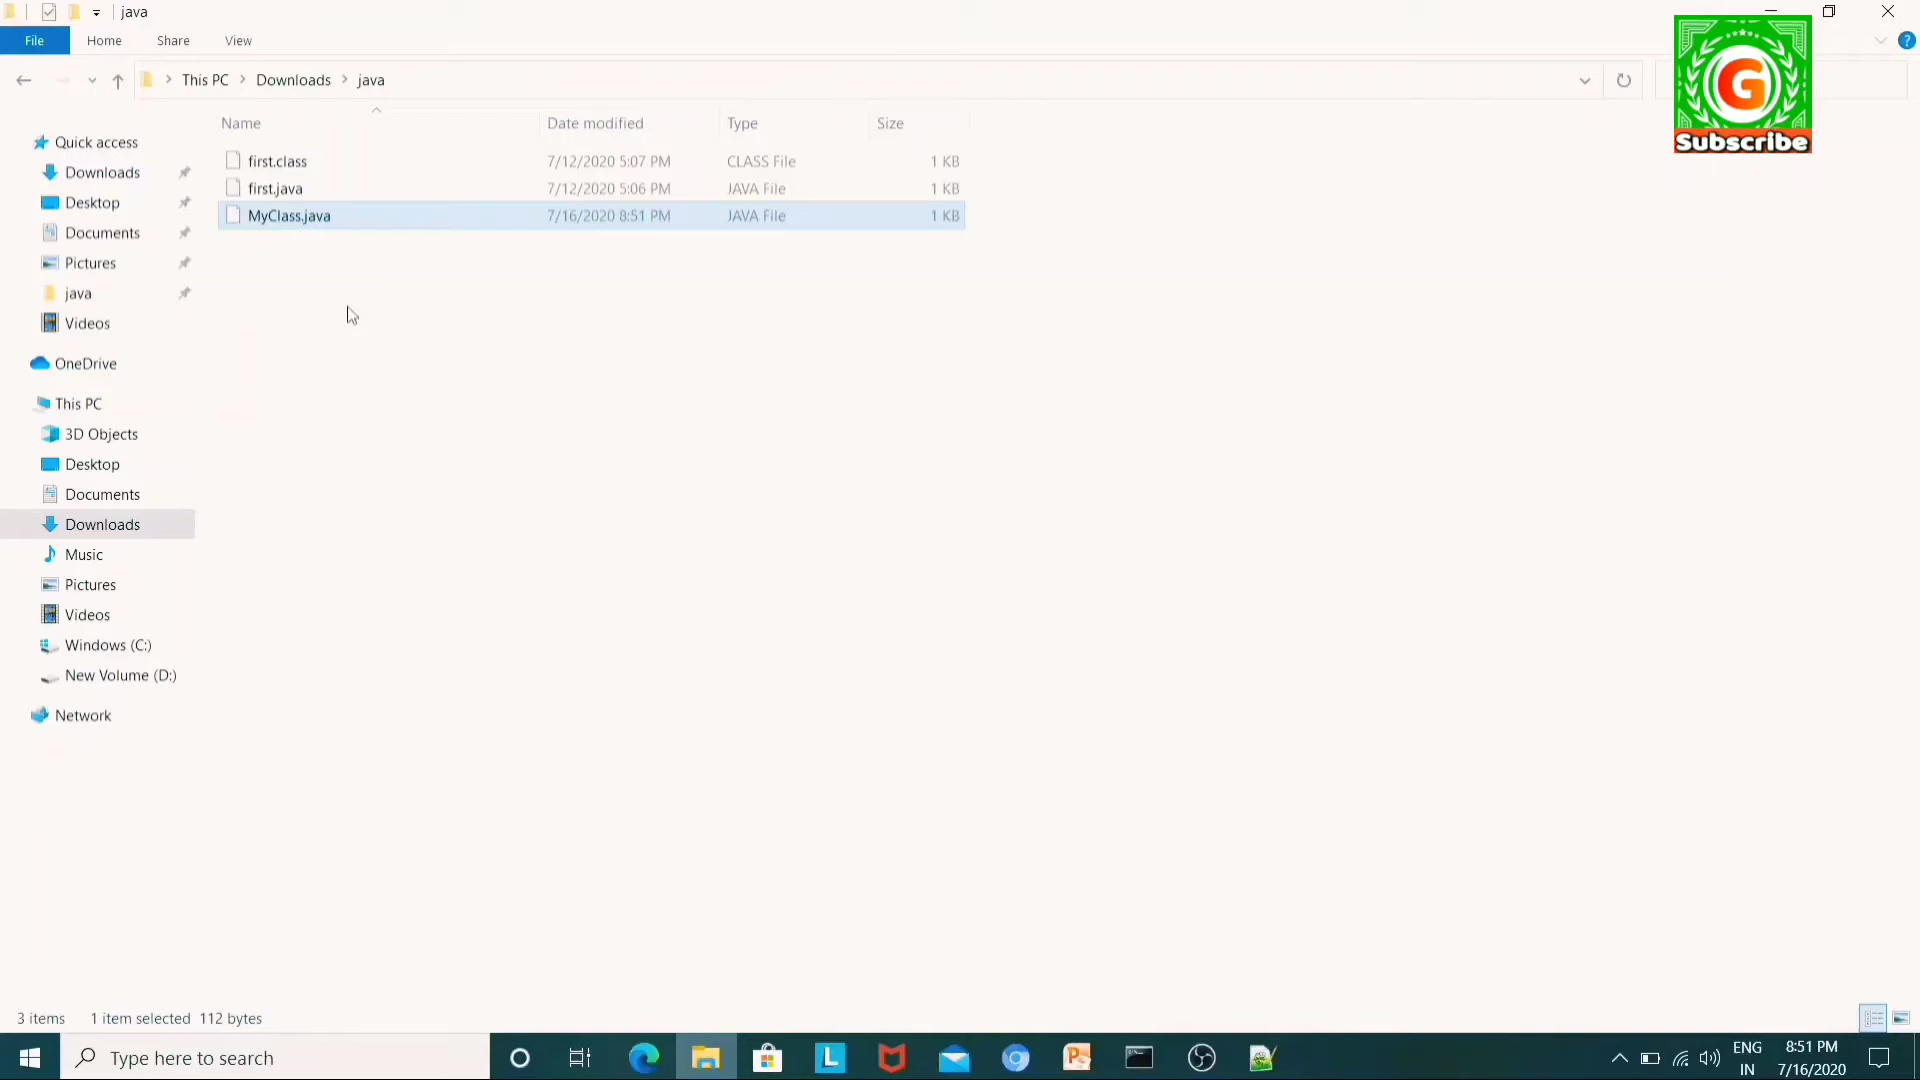 java
File Home Share View
This PC Downloads java
Name Date modified Type Size
first.class 7/12/2020 5:07 PM CLASS File 1 KB
first.java 7/12/2020 5:06 PM JAVA File 1 KB
MyClass.java 7/16/2020 8:51 PM JAVA File 1 KB
Quick access
Downloads
Desktop
Documents
Pictures
java
Videos
OneDrive
This PC
3D Objects
Desktop
Documents
Downloads
Music
Pictures
Videos
Windows (C:)
New Volume (D:)
Network
G
Subscribe
3 items 1 item selected 112 bytes
Type here to search
ENG
IN
8:51 PM
7/16/2020